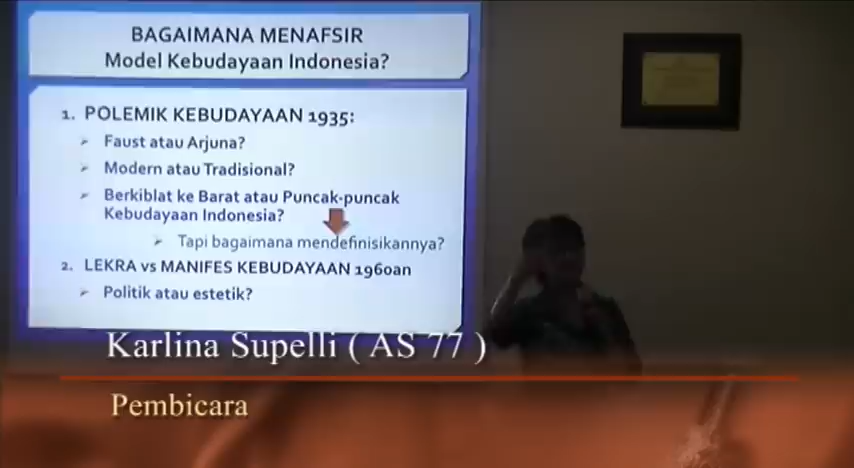 BAGAIMANA MENAFSIR
Model Kebudayaan Indonesia?
1. POLEMIK KEBUDAYAAN 1935:
Faust atau Arjuna?
Modern atau Tradisional?
Berkiblat ke Barat atau Puncak-puncak
Kebudayaan Indonesia?
Tapi bagaimana mendefinisikannya?
2. LEKRA vs MANIFES KEBUDAYAAN 1960an
Politik atau estetik?
Karlina Supelli ( AS 77 )
Pembicara